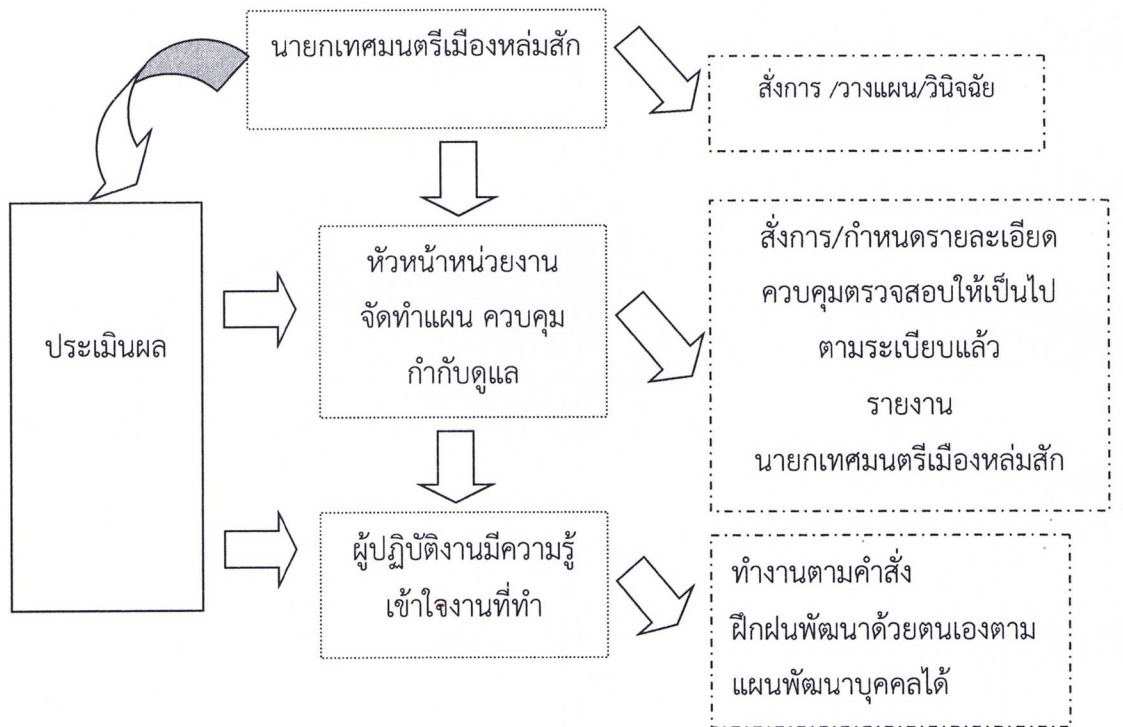 นายกเทศมนตรีเมืองหล่มสัก
สั่งการ /วางแผน/วินิจฉัย
ประเมินผล
หัวหน้าหน่วยงาน
จัดทำแผน ควบคุม
กำกับดูแล
สั่งการ/กำหนดรายละเอียด
ควบคุมตรวจสอบให้เป็นไป
ตามระเบียบแล้ว
รายงาน
นายกเทศมนตรีเมืองหล่มสัก
ผู้ปฏิบัติงานมีความรู้
เข้าใจงานที่ทำ
ทำงานตามคำสั่ง
ฝึกฝนพัฒนาด้วยตนเองตาม
แผนพัฒนาบุคคลได้